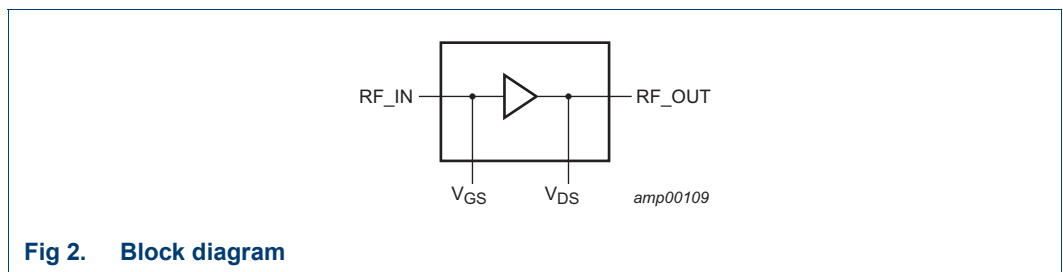 RF_IN
RF_OUT
VGS
VDS
amp00109
Fig 2. Block diagram